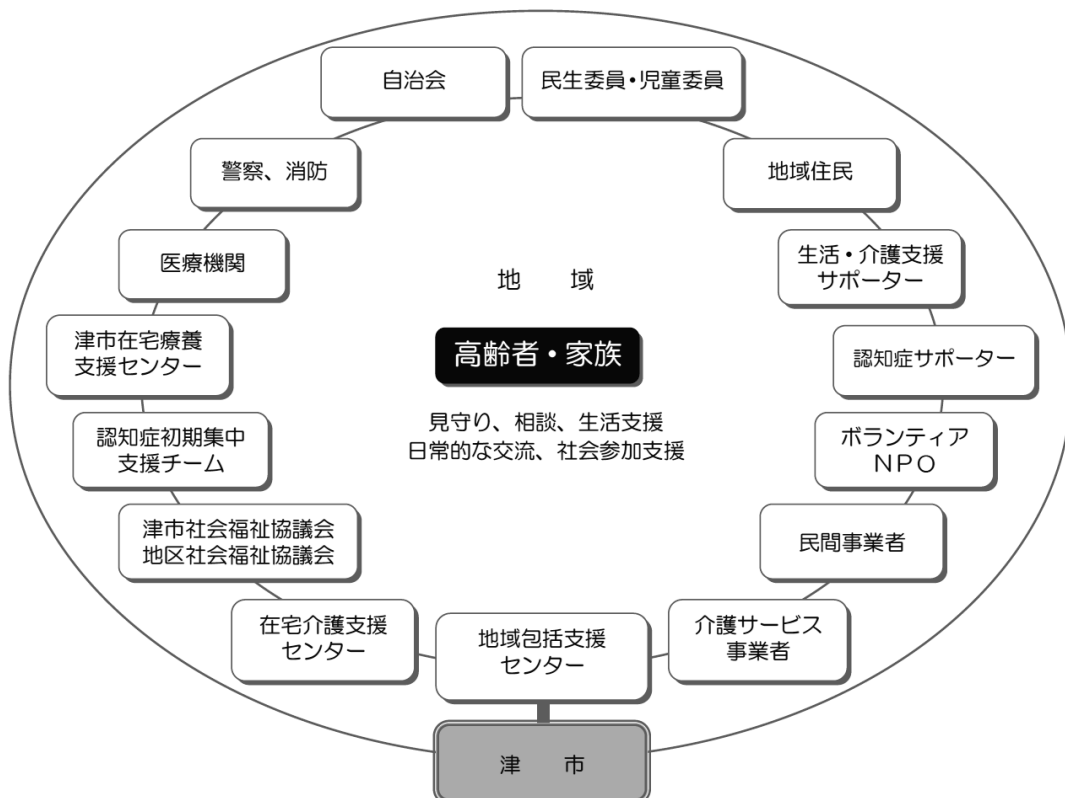 自治会
民生委員・児童委員
警察、消防
地域住民
医療機関
生活・介護支援
サポーター
地　域
津市在宅療養
支援センター
高齢者・家族
認知症サポーター
見守り、相談、生活支援
日常的な交流、社会参加支援
認知症初期集中
支援チーム
ボランティア
NPO
津市社会福祉協議会
地区社会福祉協議会
民間事業者
在宅介護支援
センター
地域包括支援
センター
介護サービス
事業者
津　市